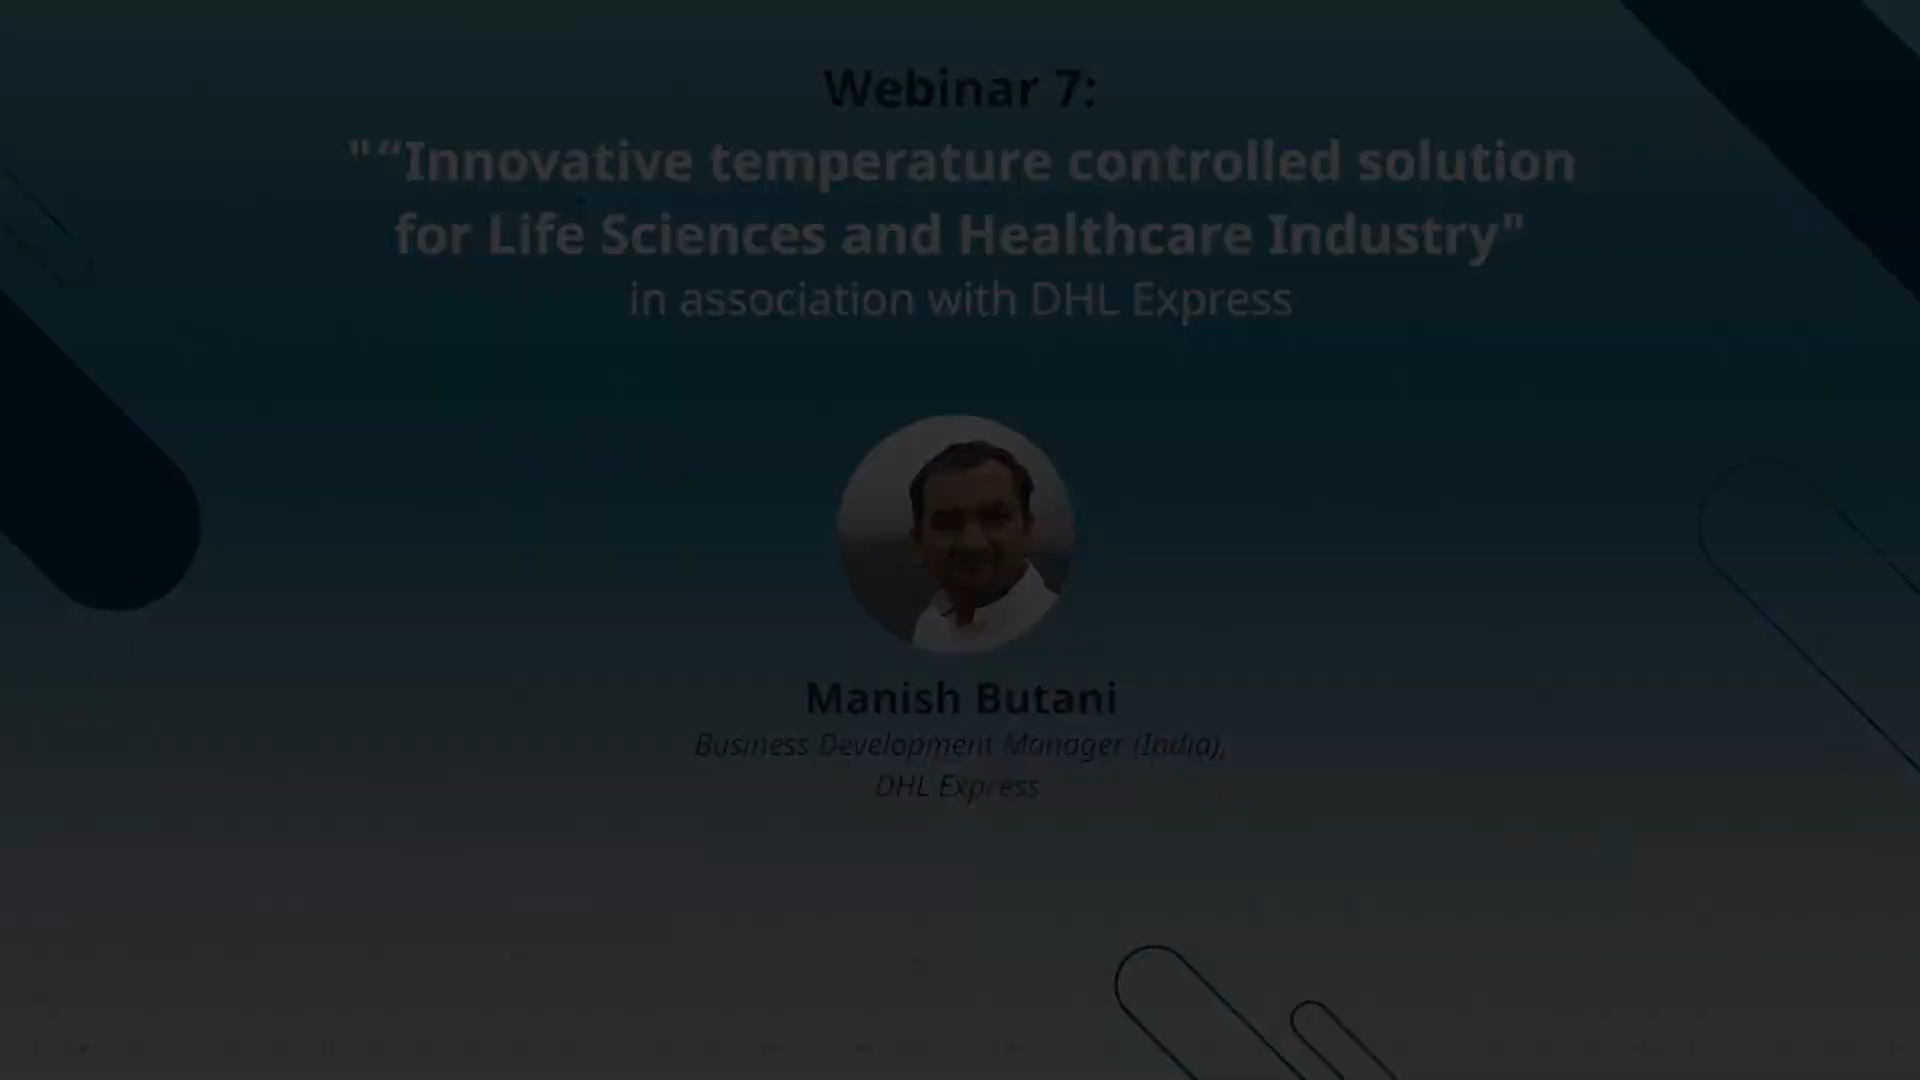 Webinar 7:
"“Innovative temperature controlled solution
for Life Sciences and Healthcare Industry"
in association with DHL Express
Manish Butani
Business Development Manager (India),
DHL Express